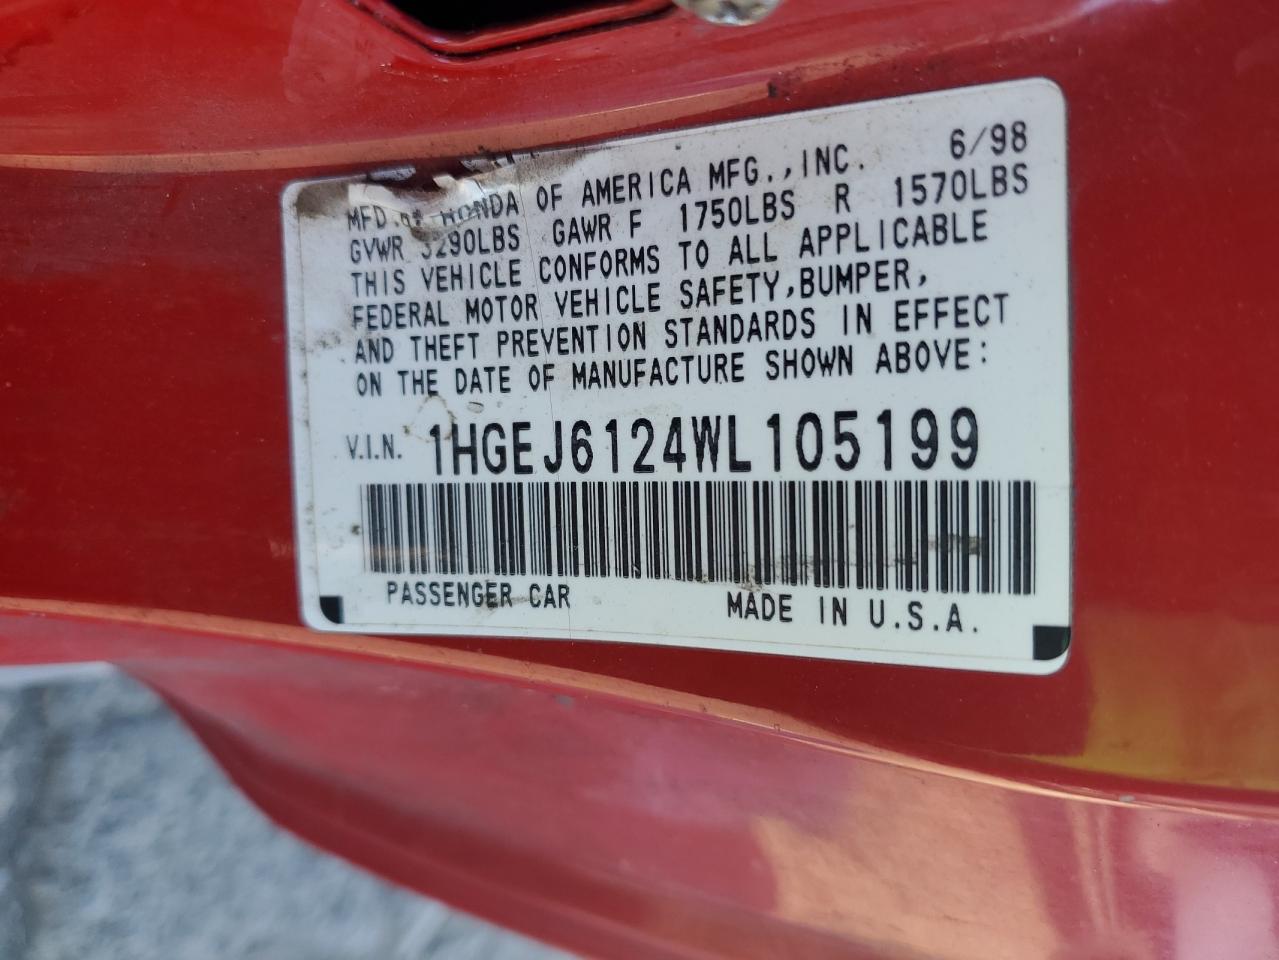 MFD. HONDA OF AMERICA MFG.,INC. 6/98
GVWR 3290LBS GAWR F 1750LBS R 1570LBS
THIS VEHICLE CONFORMS TO ALL APPLICABLE
FEDERAL MOTOR VEHICLE SAFETY,BUMPER,
AND THEFT PREVENTION STANDARDS IN EFFECT
ON THE DATE OF MANUFACTURE SHOWN ABOVE:
V.I.N. 1HGEJ6124WL105199
PASSENGER CAR MADE IN U.S.A.